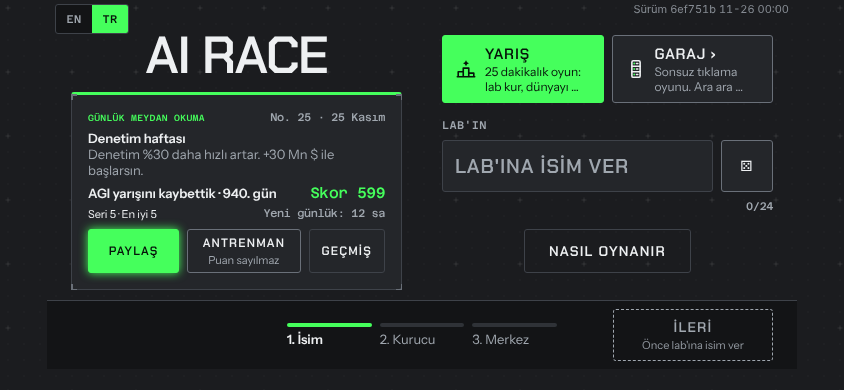 EN TR
Sürüm 6ef751b 11-26 00:00
AI RACE
GÜNLÜK MEYDAN OKUMA
No. 25 · 25 Kasım
Denetim haftası
Denetim %30 daha hızlı artar. +30 Mn $ ile
başlarsın.
AGI yarışını kaybettik · 940. gün
Skor 599
Seri 5 · En iyi 5
Yeni günlük: 12 sa
PAYLAŞ
ANTRENMAN
Puan sayılmaz
GEÇMİŞ
YARIŞ
25 dakikalık oyun:
lab kur, dünyayı ...
GARAJ ›
Sonsuz tıklama
oyunu. Ara ara ...
LAB'IN
LAB'INA İSİM VER
0/24
NASIL OYNANIR
1. İsim
2. Kurucu
3. Merkez
İLERİ
Önce lab'ına isim ver